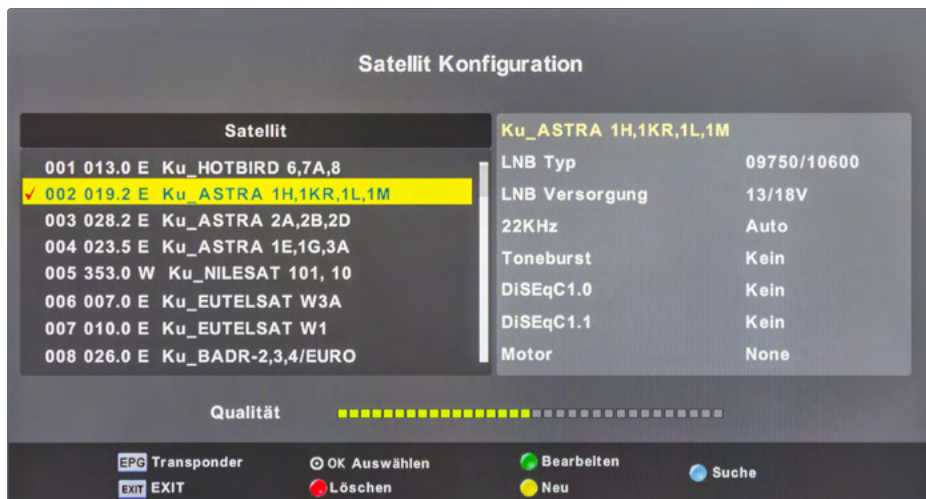 Satellit Konfiguration
Satellit
001 013.0 E Ku_HOTBIRD 6,7A,8
002 019.2 E Ku_ASTRA 1H,1KR,1L,1M
003 028.2 E Ku_ASTRA 2A,2B,2D
004 023.5 E Ku_ASTRA 1E,1G,3A
005 353.0 W Ku_NILESAT 101, 10
006 007.0 E Ku_EUTELSAT W3A
007 010.0 E Ku_EUTELSAT W1
008 026.0 E Ku_BADR-2,3,4/EURO
Ku_ASTRA 1H,1KR,1L,1M
LNB Typ 09750/10600
LNB Versorgung 13/18V
22KHz Auto
Toneburst Kein
DiSEqC1.0 Kein
DiSEqC1.1 Kein
Motor None
Qualität
EPG Transponder OK Auswählen Bearbeiten Suche
EXIT EXIT Löschen Neu